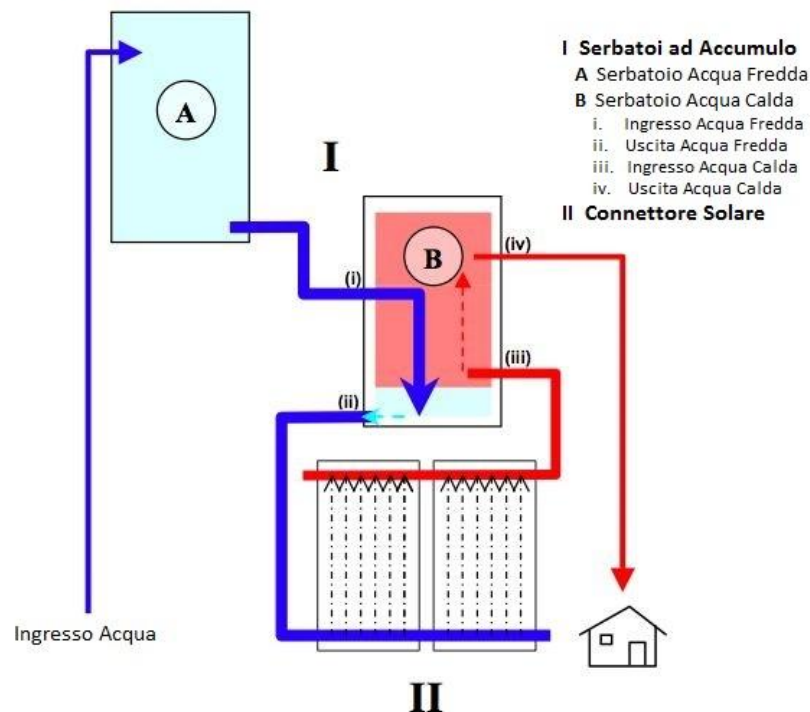 I Serbatoi ad Accumulo
A Serbatoio Acqua Fredda
B Serbatoio Acqua Calda
i. Ingresso Acqua Fredda
ii. Uscita Acqua Fredda
iii. Ingresso Acqua Calda
iv. Uscita Acqua Calda
II Connettore Solare
A
I
B
(iv)
(i)
(iii)
(ii)
Ingresso Acqua
II